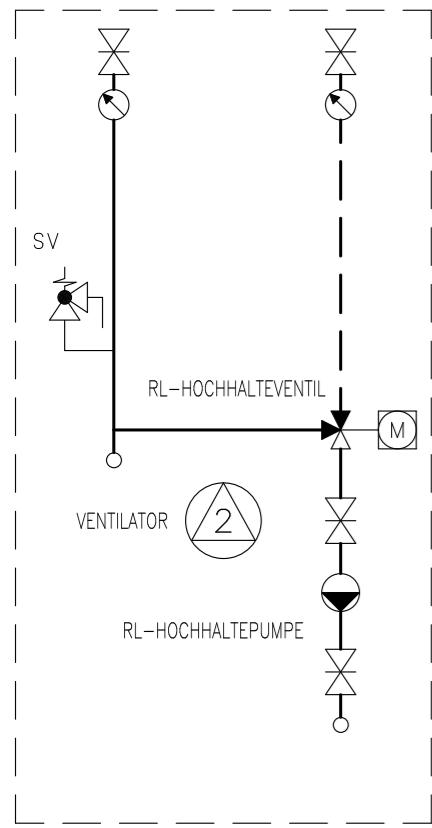 SV
RL-HOCHHALTEVENTIL
M
VENTILATOR
2
RL-HOCHHALTEPUMPE